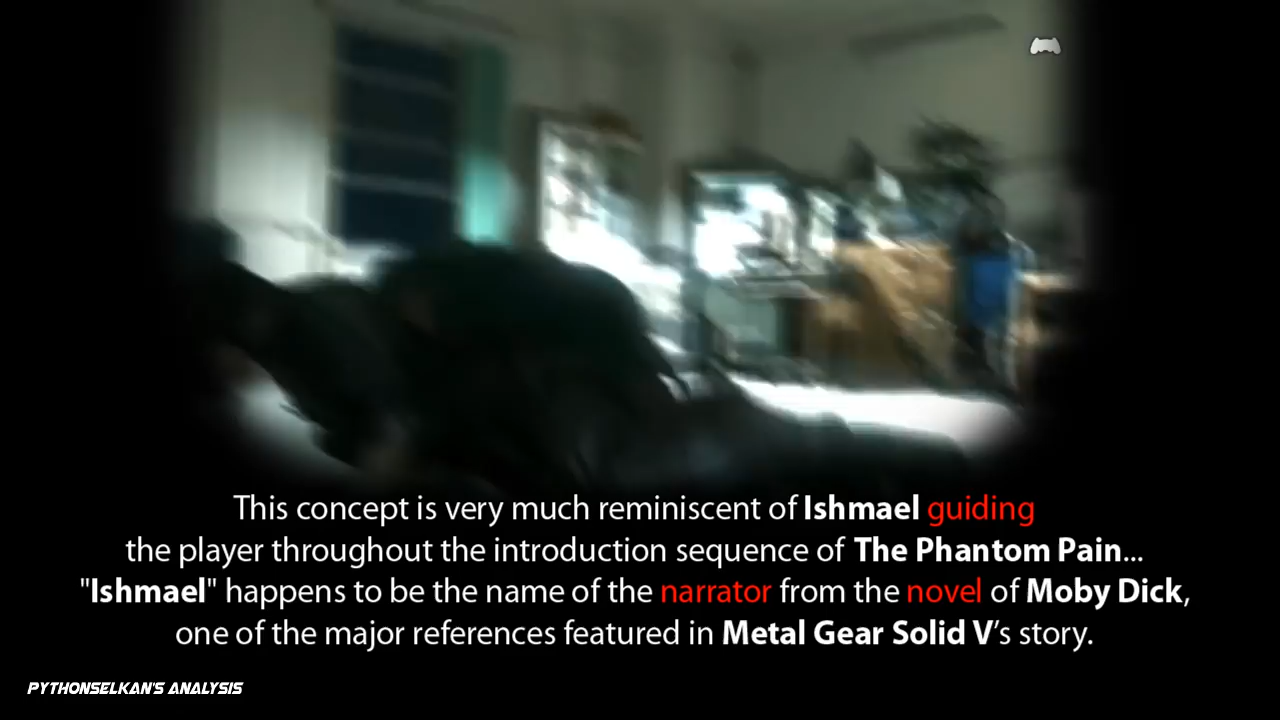 This concept is very much reminiscent of Ishmael guiding
the player throughout the introduction sequence of The Phantom Pain...
"Ishmael" happens to be the name of the narrator from the novel of Moby Dick,
one of the major references featured in Metal Gear Solid V's story.
PYTHONSELKAN'S ANALYSIS